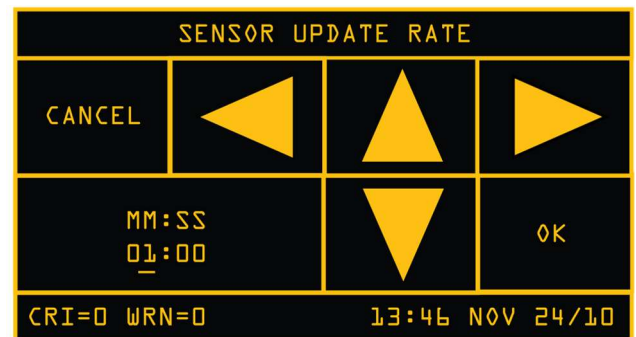 SENSOR UPDATE RATE
CANCEL
MM:SS
01:00
OK
CRI=0 WRN=0 13:46 NOV 24/10